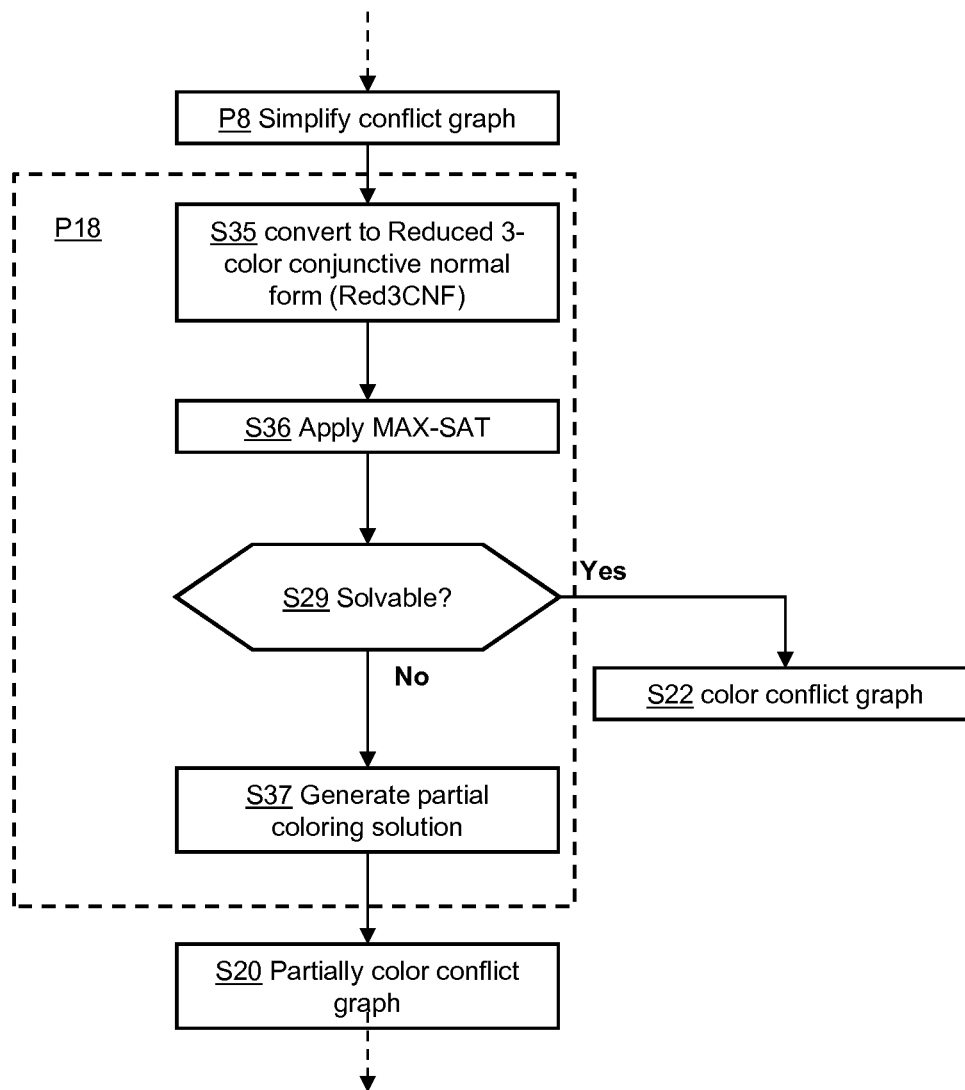 P8 Simplify conflict graph
P18
S35 convert to Reduced 3-
color conjunctive normal
form (Red3CNF)
S36 Apply MAX-SAT
S29 Solvable?
Yes
No
S22 color conflict graph
S37 Generate partial
coloring solution
S20 Partially color conflict
graph